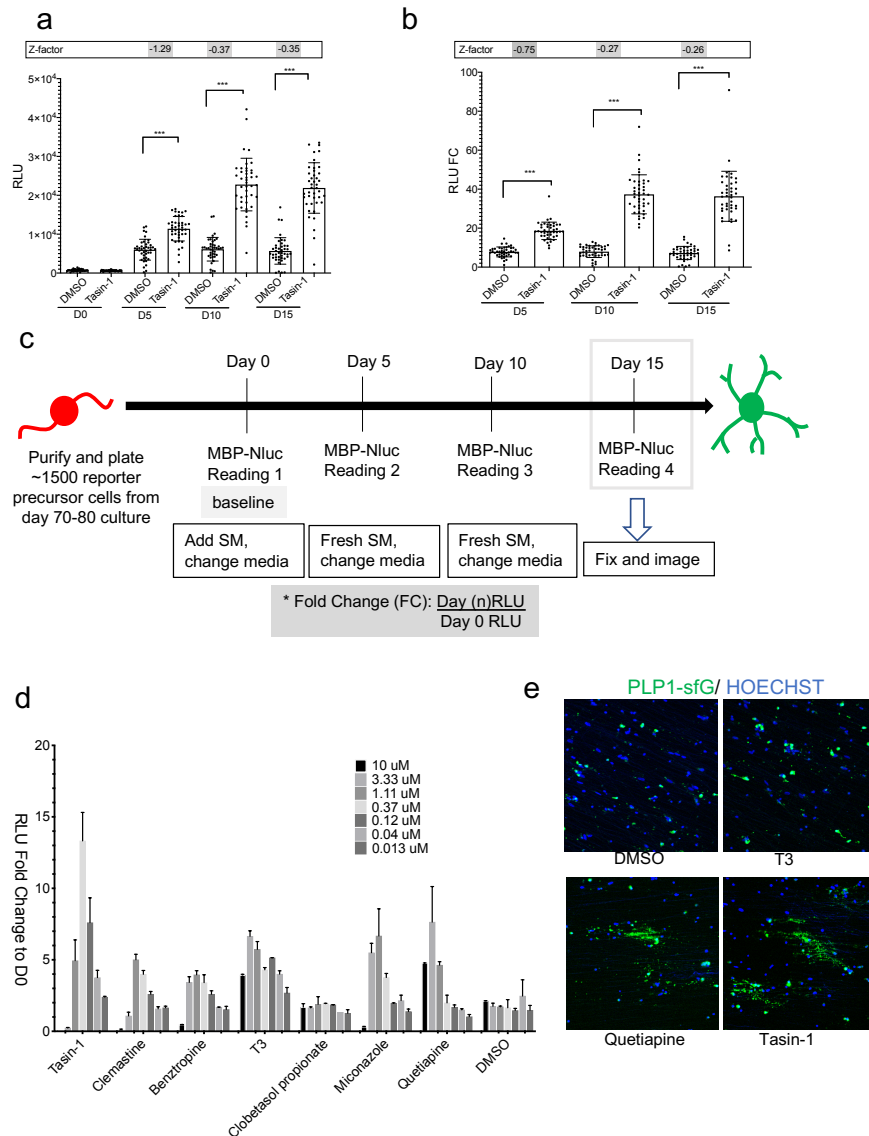 a
Z-factor -1.29 -0.37 -0.35
RLU
5×10⁴
4×10⁴
3×10⁴
2×10⁴
1×10⁴
0
***
***
***
DMSO Tasin-1 DMSO Tasin-1 DMSO Tasin-1 DMSO Tasin-1
D0 D5 D10 D15
b
Z-factor -0.75 -0.27 -0.26
RLU FC
100
80
60
40
20
0
***
***
***
DMSO Tasin-1 DMSO Tasin-1 DMSO Tasin-1
D5 D10 D15
c
Day 0 Day 5 Day 10 Day 15
Purify and plate
~1500 reporter
precursor cells from
day 70-80 culture
MBP-Nluc
Reading 1
baseline
MBP-Nluc
Reading 2
MBP-Nluc
Reading 3
MBP-Nluc
Reading 4
Add SM,
change media
Fresh SM,
change media
Fresh SM,
change media
Fix and image
* Fold Change (FC): Day (n)RLU
Day 0 RLU
d
RLU Fold Change to D0
20
15
10
5
0
10 uM
3.33 uM
1.11 uM
0.37 uM
0.12 uM
0.04 uM
0.013 uM
Tasin-1
Clemastine
Benztropine
T3
Clobetasol propionate
Miconazole
Quetiapine
DMSO
e
PLP1-sfG/ HOECHST
DMSO T3
Quetiapine Tasin-1